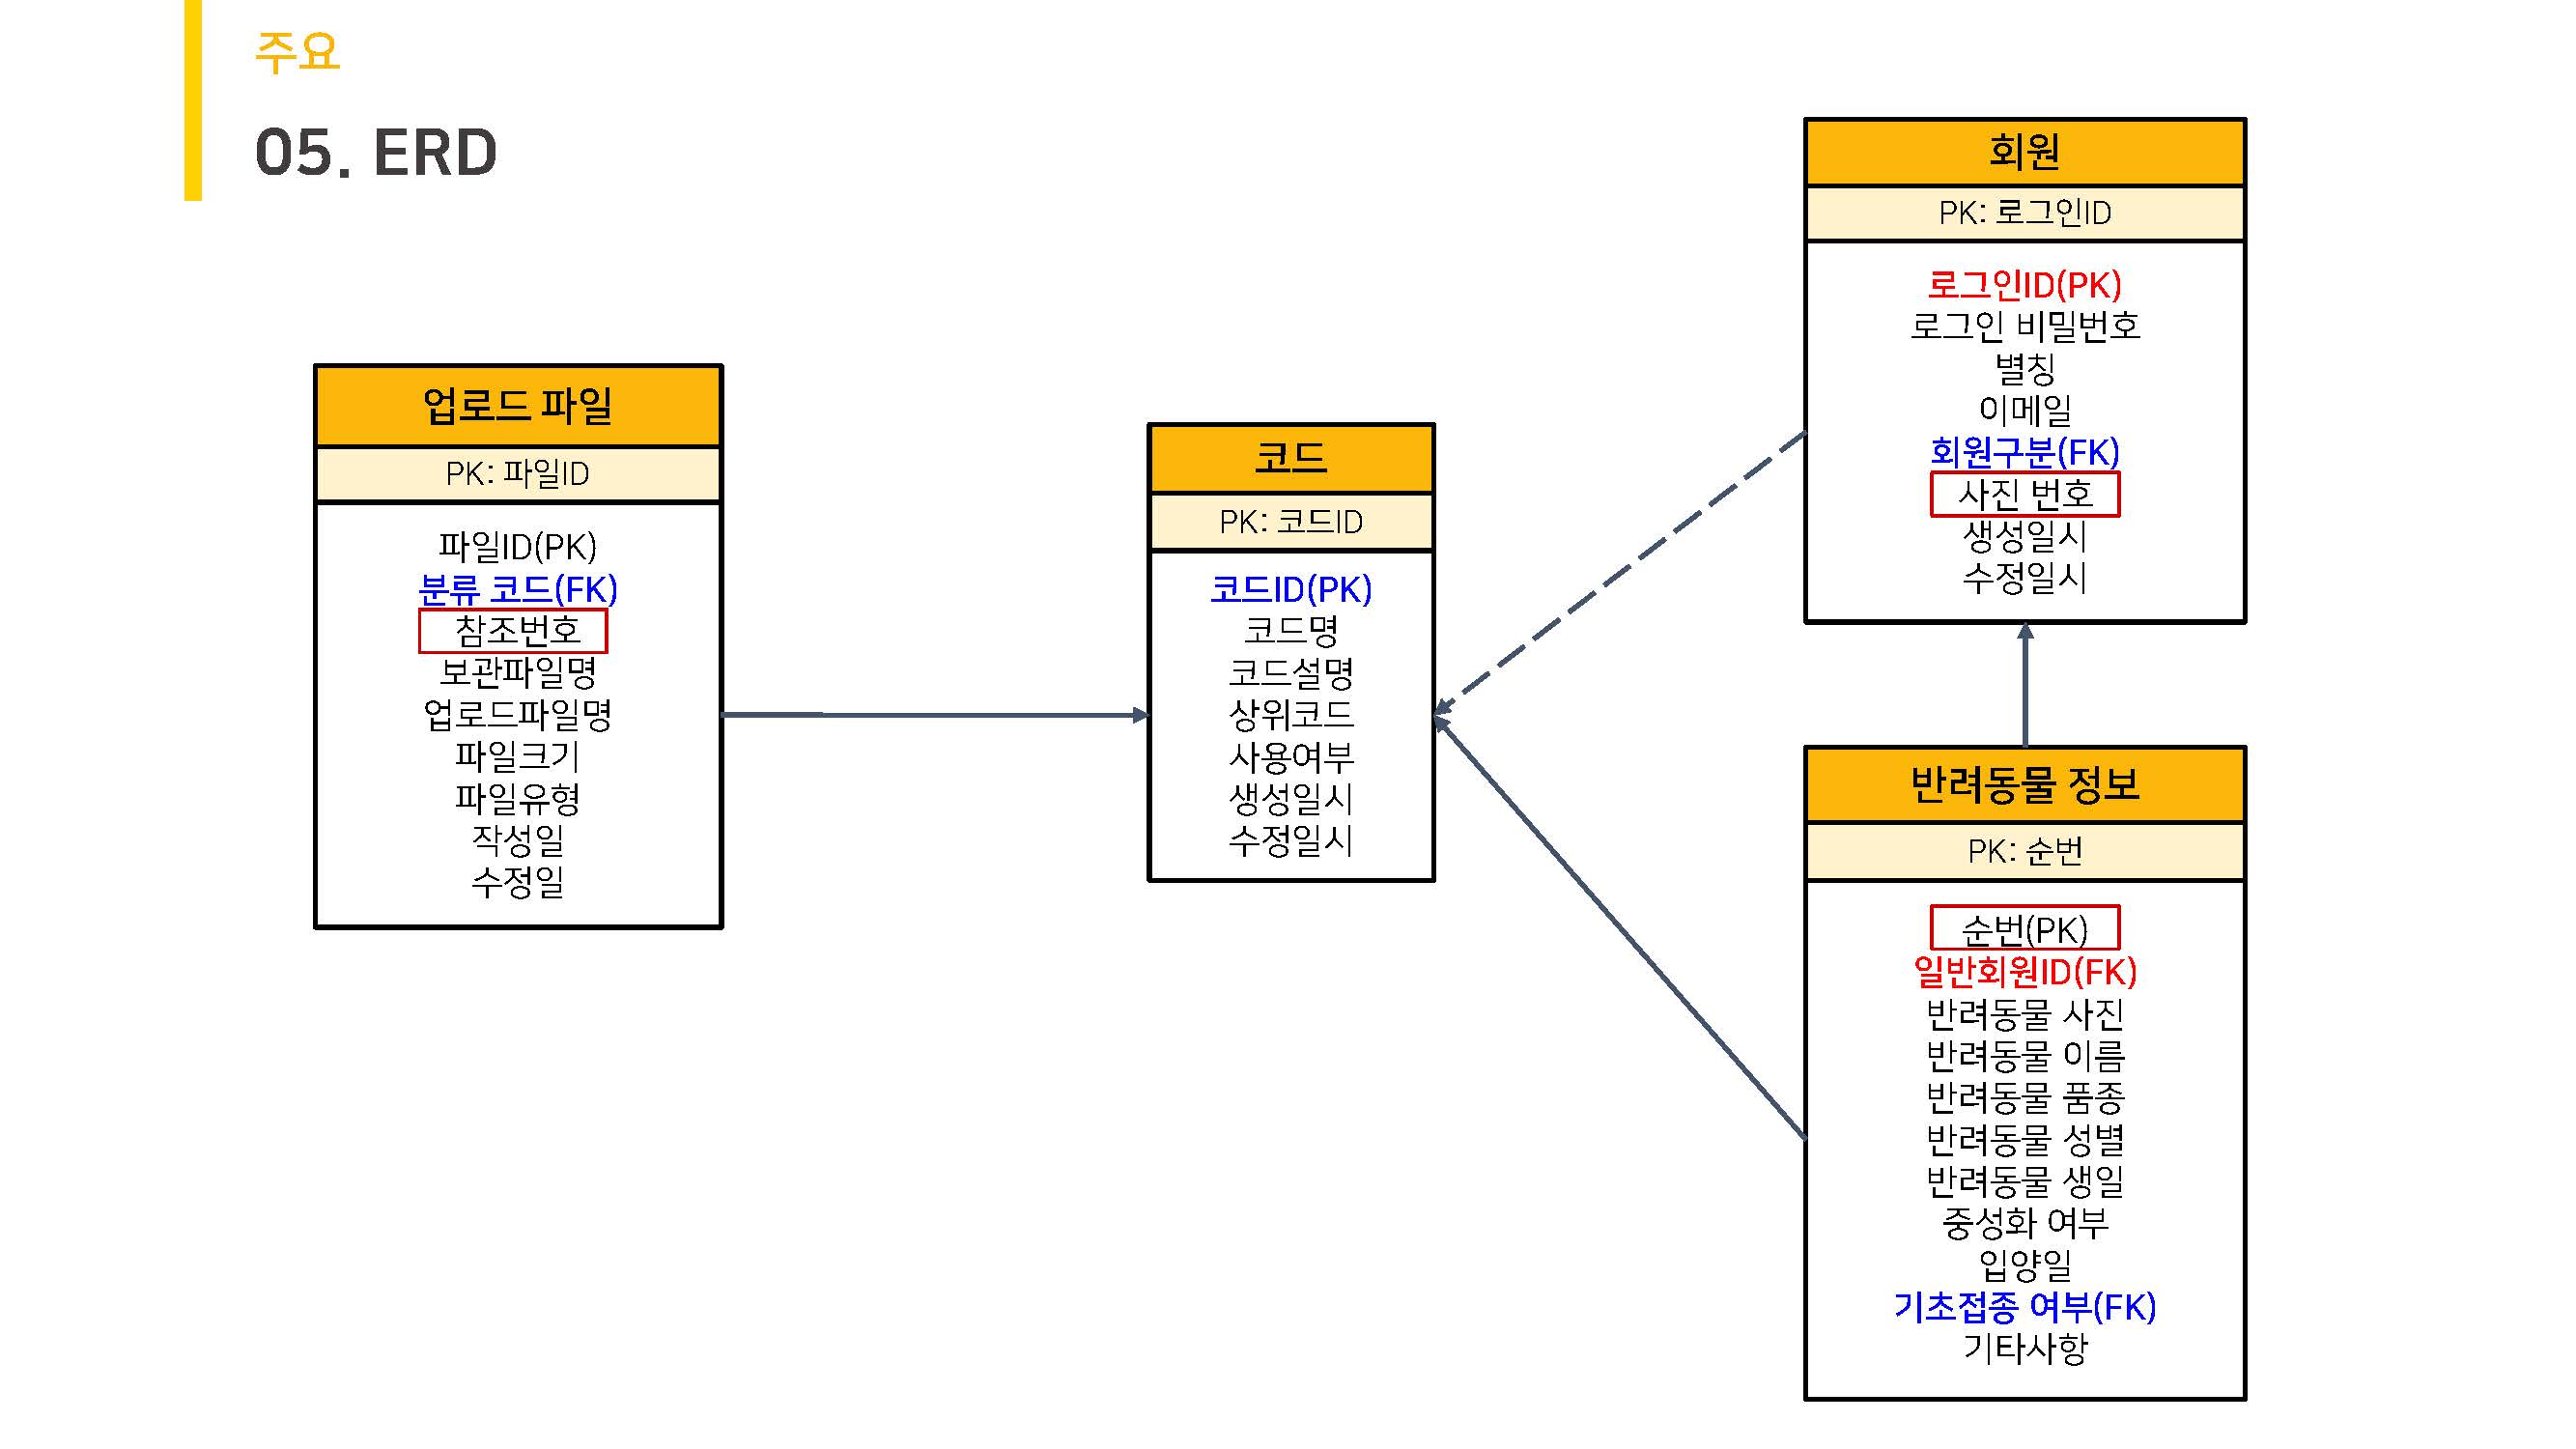 주요
05. ERD
업로드 파일
PK: 파일ID
파일ID(PK)
분류 코드(FK)
참조번호
보관파일명
업로드파일명
파일크기
파일유형
작성일
수정일
코드
PK: 코드ID
코드ID(PK)
코드명
코드설명
상위코드
사용여부
생성일시
수정일시
회원
PK: 로그인ID
로그인ID(PK)
로그인 비밀번호
별칭
이메일
회원구분(FK)
사진 번호
생성일시
수정일시
반려동물 정보
PK: 순번
순번(PK)
일반회원ID(FK)
반려동물 사진
반려동물 이름
반려동물 품종
반려동물 성별
반려동물 생일
중성화 여부
입양일
기초접종 여부(FK)
기타사항